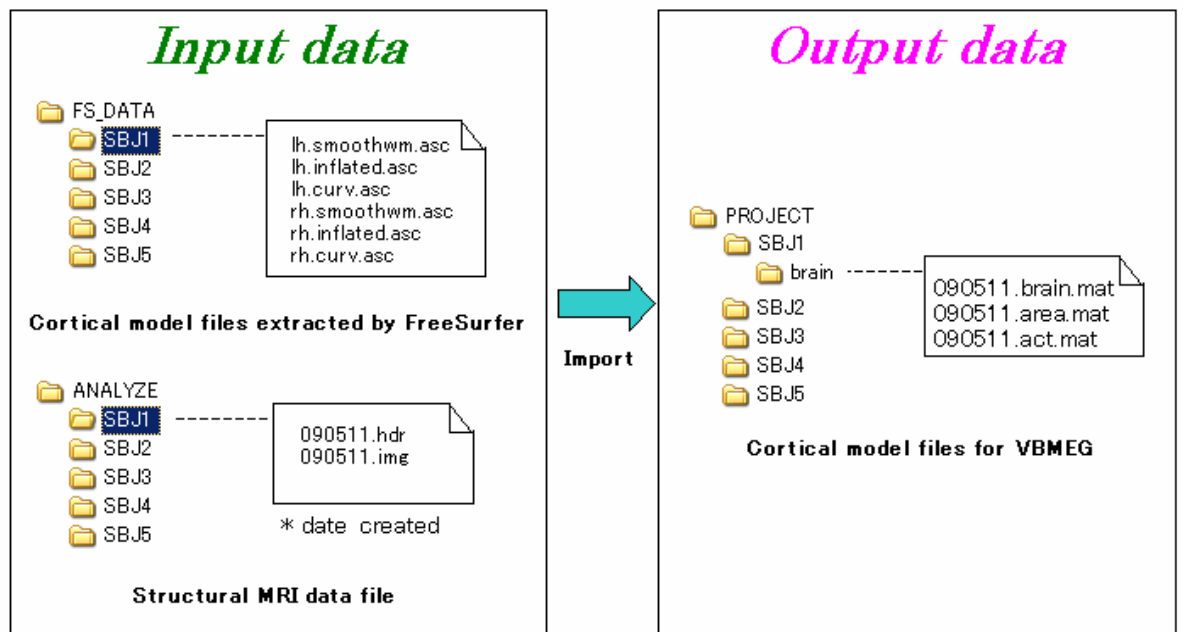 Input data
FS_DATA
SBJ1
SBJ2
SBJ3
SBJ4
SBJ5
lh.smoothwm.asc
lh.inflated.asc
lh.curv.asc
rh.smoothwm.asc
rh.inflated.asc
rh.curv.asc
Cortical model files extracted by FreeSurfer
ANALYZE
SBJ1
SBJ2
SBJ3
SBJ4
SBJ5
090511.hdr
090511.img
* date created
Structural MRI data file
Import
Output data
PROJECT
SBJ1
brain
SBJ2
SBJ3
SBJ4
SBJ5
090511.brain.mat
090511.area.mat
090511.act.mat
Cortical model files for VBMEG